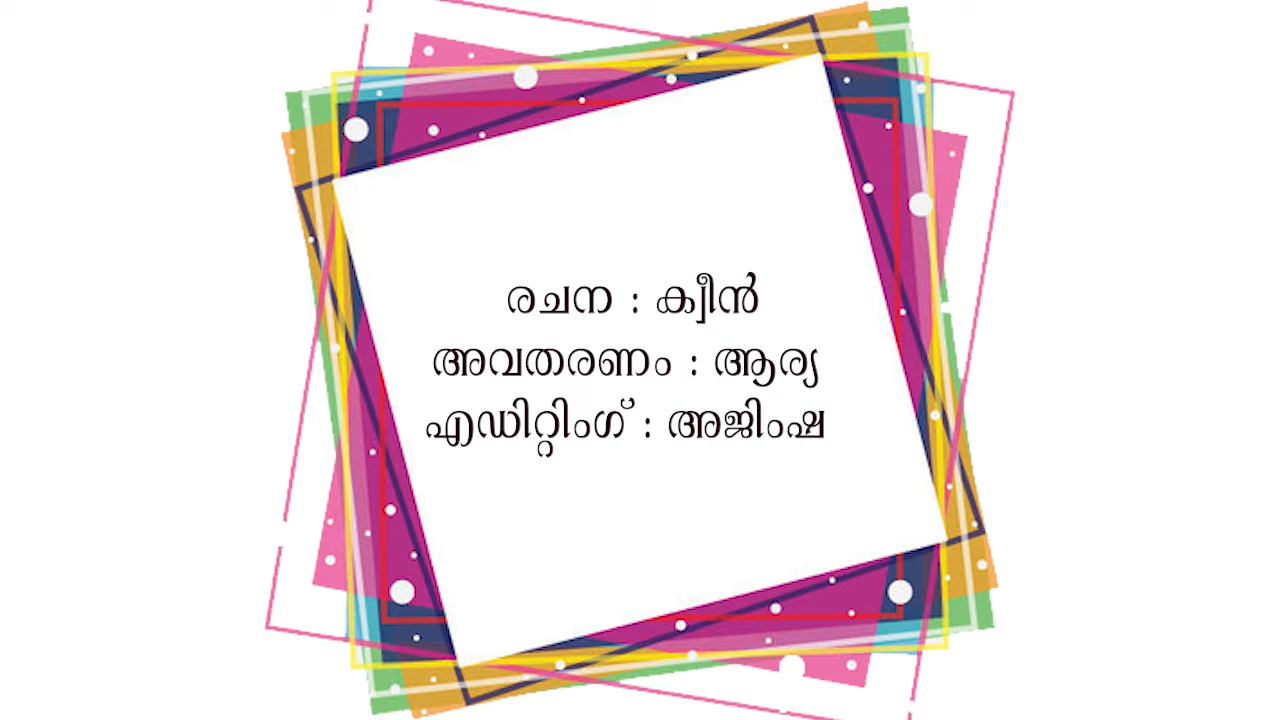 രചന : ക്വീൻ
അവതരണം : ആര്യ
എഡിറ്റിംഗ് : അജിംഷ